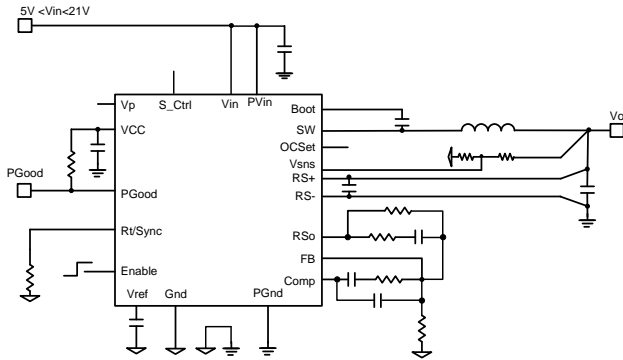 5V <Vin<21V
Vp
S_Ctrl
Vin
PVin
Boot
VCC
SW
Vo
OCSet
Vsns
PGood
PGood
RS+
RS-
Rt/Sync
RSo
FB
Enable
Comp
Vref
Gnd
PGnd